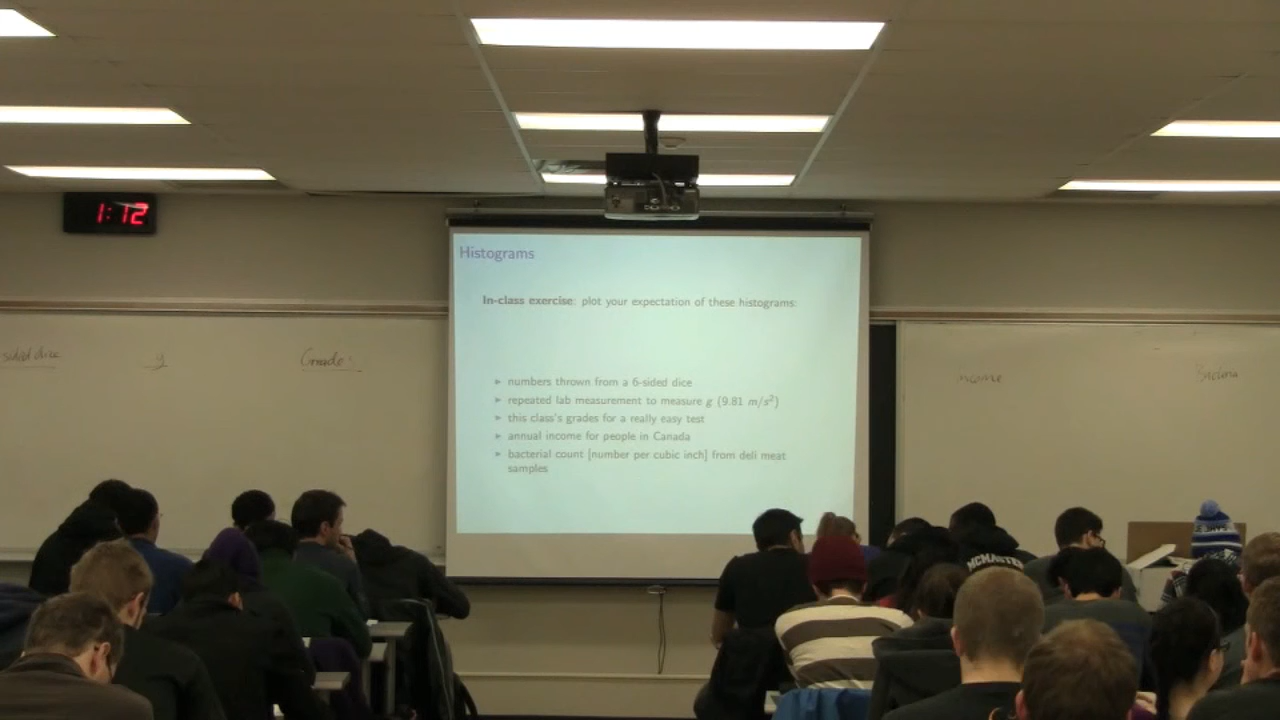 1:12
Histograms
In-class exercise: plot your expectation of these histograms:
numbers thrown from a 6-sided dice
repeated lab measurement to measure g (9.81 m/s²)
this class's grades for a really easy test
annual income for people in Canada
bacterial count [number per cubic inch] from deli meat
samples
sided dice
g
Grade
Income
MCMASTER